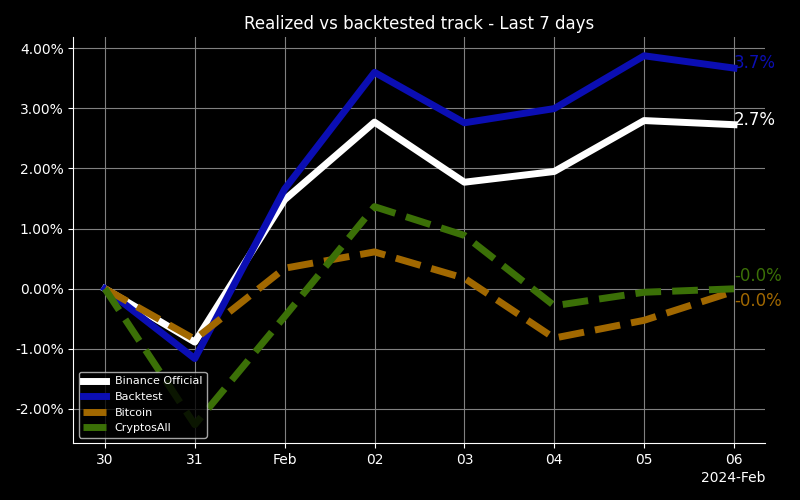 Realized vs backtested track - Last 7 days
4.00%
3.00%
2.00%
1.00%
0.00%
-1.00%
-2.00%
3.7%
2.7%
-0.0%
-0.0%
Binance Official
Backtest
Bitcoin
CryptosAll
30 31 Feb 02 03 04 05 06
2024-Feb